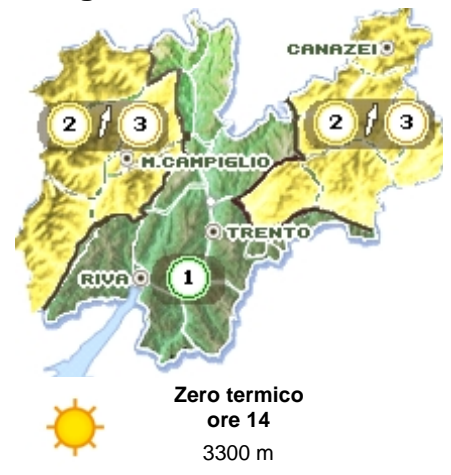 CANAZEI
2 3
2 3
M.CAMPIGLIO
TRENTO
RIVA
1
Zero termico
ore 14
3300 m